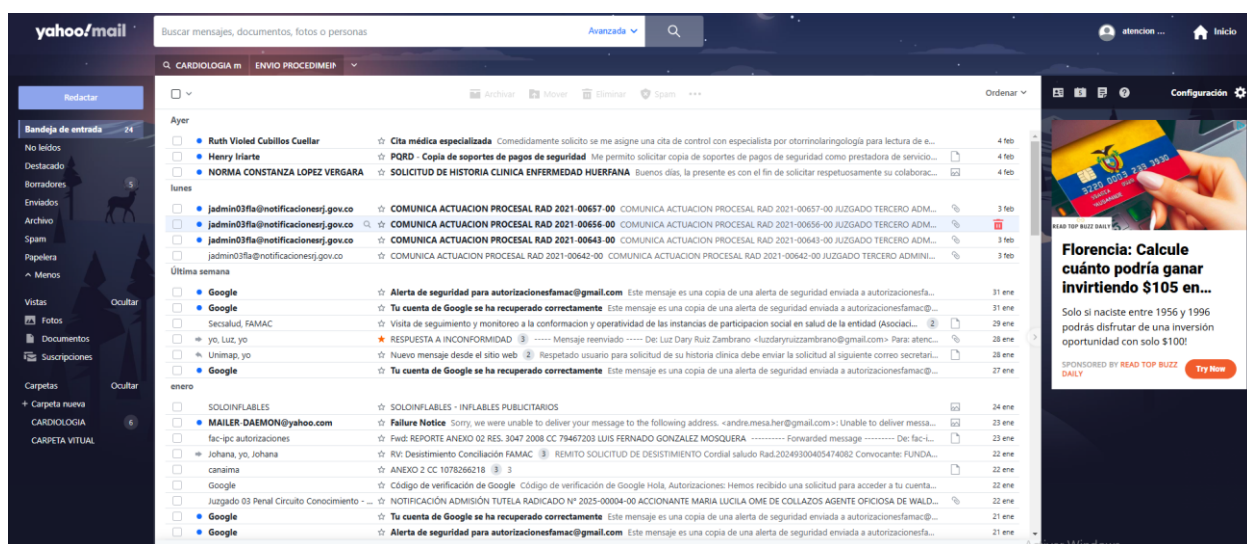 yahoo!mail
Buscar mensajes, documentos, fotos o personas
Avanzada
atencion ...
Inicio
CARDIOLOGIA m
ENVIO PROCEDIMEIN
Redactar
Archivar Mover Eliminar Spam ...
Ordenar
Configuración
Bandeja de entrada 24
No leídos
Destacado
Borradores 5
Enviados
Archivo
Spam
Papelera
Menos
Vistas Ocultar
Fotos
Documentos
Suscripciones
Carpetas Ocultar
+ Carpeta nueva
CARDIOLOGIA 6
CARPETA VITUAL
Ayer
Ruth Violed Cubillos Cuellar Cita médica especializada Comedidamente solicito se me asigne una cita de control con especialista por otorrinolaringología para lectura de e... 4 feb
Henry Iriarte PQRD - Copia de soportes de pagos de seguridad Me permito solicitar copia de soportes de pagos de seguridad como prestadora de servicio... 4 feb
NORMA CONSTANZA LOPEZ VERGARA SOLICITUD DE HISTORIA CLINICA ENFERMEDAD HUERFANA Buenos días, la presente es con el fin de solicitar respetuosamente su colaborac... 4 feb
lunes
jadmin03fla@notificacionesrj.gov.co COMUNICA ACTUACION PROCESAL RAD 2021-00657-00 COMUNICA ACTUACION PROCESAL RAD 2021-00657-00 JUZGADO TERCERO ADM... 3 feb
jadmin03fla@notificacionesrj.gov.co COMUNICA ACTUACION PROCESAL RAD 2021-00656-00 COMUNICA ACTUACION PROCESAL RAD 2021-00656-00 JUZGADO TERCERO ADM...
jadmin03fla@notificacionesrj.gov.co COMUNICA ACTUACION PROCESAL RAD 2021-00643-00 COMUNICA ACTUACION PROCESAL RAD 2021-00643-00 JUZGADO TERCERO ADM... 3 feb
jadmin03fla@notificacionesrj.gov.co COMUNICA ACTUACION PROCESAL RAD 2021-00642-00 COMUNICA ACTUACION PROCESAL RAD 2021-00642-00 JUZGADO TERCERO ADMINI... 3 feb
Última semana
Google Alerta de seguridad para autorizacionesfamac@gmail.com Este mensaje es una copia de una alerta de seguridad enviada a autorizacionesfa... 31 ene
Google Tu cuenta de Google se ha recuperado correctamente Este mensaje es una copia de una alerta de seguridad enviada a autorizacionesfamac@... 31 ene
Secsalud, FAMAC Visita de seguimiento y monitoreo a la conformacion y operatividad de las instancias de participacion social en salud de la entidad (Asociaci... 2 29 ene
yo, Luz, yo RESPUESTA A INCONFORMIDAD 3 ----- Mensaje reenviado ----- De: Luz Dary Ruiz Zambrano <luzdaryruizzambrano@gmail.com> Para: atenc... 28 ene
Unimap, yo Nuevo mensaje desde el sitio web 2 Respetado usuario para solicitud de su historia clinica debe enviar la solicitud al siguiente correo secretari... 28 ene
Google Tu cuenta de Google se ha recuperado correctamente Este mensaje es una copia de una alerta de seguridad enviada a autorizacionesfamac@... 27 ene
enero
SOLOINFLABLES SOLOINFLABLES - INFLABLES PUBLICITARIOS 24 ene
MAILER-DAEMON@yahoo.com Failure Notice Sorry, we were unable to deliver your message to the following address. <andre.mesa.her@gmail.com>: Unable to deliver messa... 23 ene
fac-ipc autorizaciones Fwd: REPORTE ANEXO 02 RES. 3047 2008 CC 79467203 LUIS FERNADO GONZALEZ MOSQUERA ---------- Forwarded message --------- De: fac-i... 23 ene
Johana, yo, Johana RV: Desistimiento Conciliación FAMAC 3 REMITO SOLICITUD DE DESISTIMIENTO Cordial saludo Rad.20249300405474082 Convocante: FUNDA... 22 ene
canaima ANEXO 2 CC 1078266218 3 3 22 ene
Google Código de verificación de Google Código de verificación de Google Hola, Autorizaciones: Hemos recibido una solicitud para acceder a tu cuenta... 22 ene
Juzgado 03 Penal Circuito Conocimiento - ... NOTIFICACIÓN ADMISIÓN TUTELA RADICADO N° 2025-00004-00 ACCIONANTE MARIA LUCILA OME DE COLLAZOS AGENTE OFICIOSA DE WALD... 22 ene
Google Tu cuenta de Google se ha recuperado correctamente Este mensaje es una copia de una alerta de seguridad enviada a autorizacionesfamac@... 21 ene
Google Alerta de seguridad para autorizacionesfamac@gmail.com Este mensaje es una copia de una alerta de seguridad enviada a autorizacionesfa... 21 ene
READ TOP BUZZ DAILY
Florencia: Calcule
cuánto podría ganar
invirtiendo $105 en...
Solo si naciste entre 1956 y 1996
podrás disfrutar de una inversión
oportunidad con solo $100!
SPONSORED BY READ TOP BUZZ
DAILY
Try Now